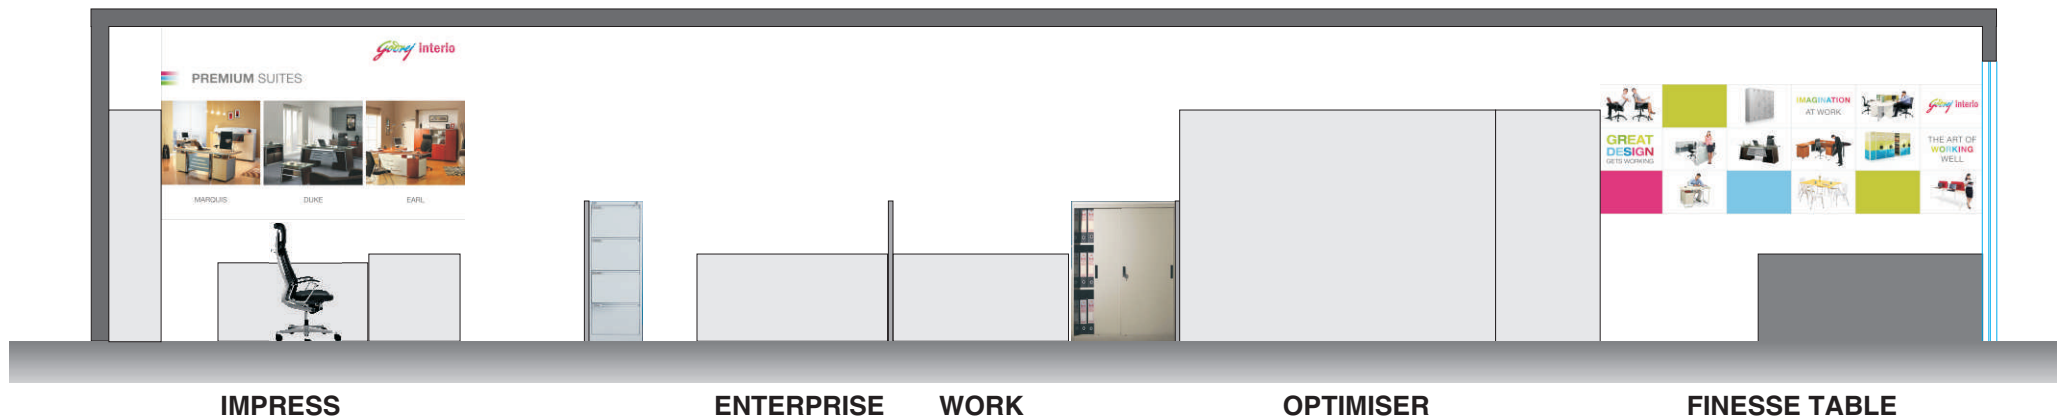 Godrej interio
PREMIUM SUITES
MARQUIS DUKE EARL
IMAGINATION
AT WORK
Godrej interio
GREAT
DESIGN
GETS WORKING
THE ART OF
WORKING
WELL
IMPRESS ENTERPRISE WORK OPTIMISER FINESSE TABLE